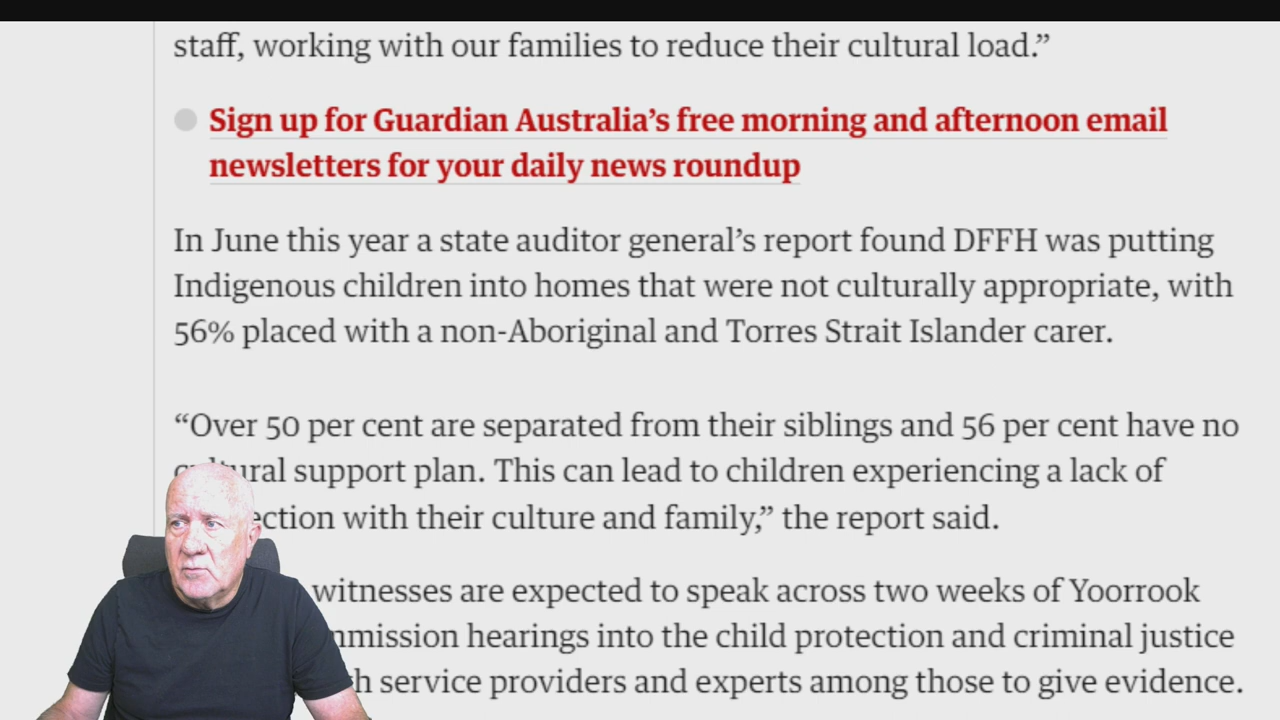 staff, working with our families to reduce their cultural load.”
Sign up for Guardian Australia’s free morning and afternoon email
newsletters for your daily news roundup
In June this year a state auditor general’s report found DFFH was putting
Indigenous children into homes that were not culturally appropriate, with
56% placed with a non-Aboriginal and Torres Strait Islander carer.
“Over 50 per cent are separated from their siblings and 56 per cent have no
cultural support plan. This can lead to children experiencing a lack of
with their culture and family,” the report said.
witnesses are expected to speak across two weeks of Yoorrook
hearings into the child protection and criminal justice
service providers and experts among those to give evidence.